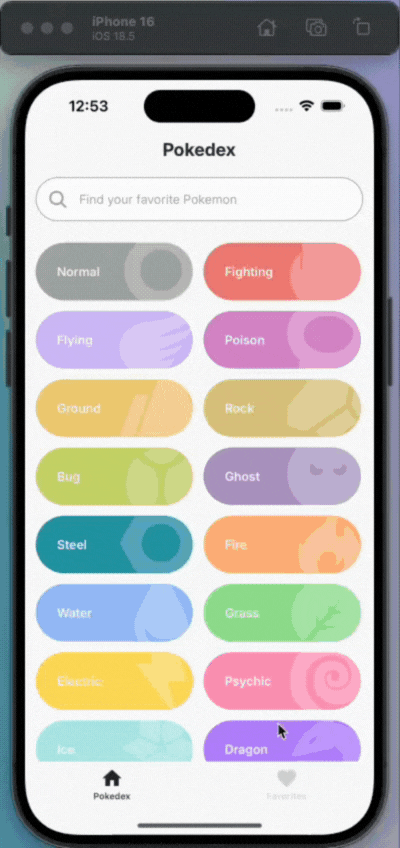 iPhone 16
iOS 18.5
12:53
Pokedex
Find your favorite Pokemon
Normal
Fighting
Flying
Poison
Ground
Rock
Bug
Ghost
Steel
Fire
Water
Grass
Electric
Psychic
Ice
Dragon
Pokedex
Favorites